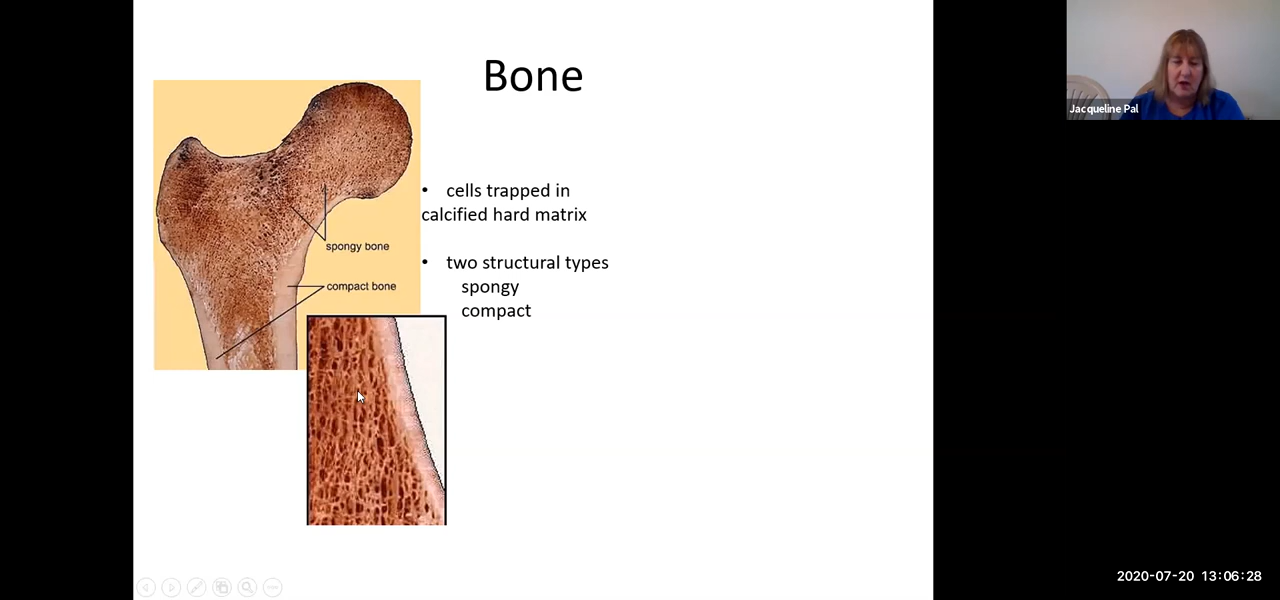 Bone
Jacqueline Pal
• cells trapped in
calcified hard matrix
spongy bone
• two structural types
compact bone
spongy
compact
2020-07-20 13:06:28